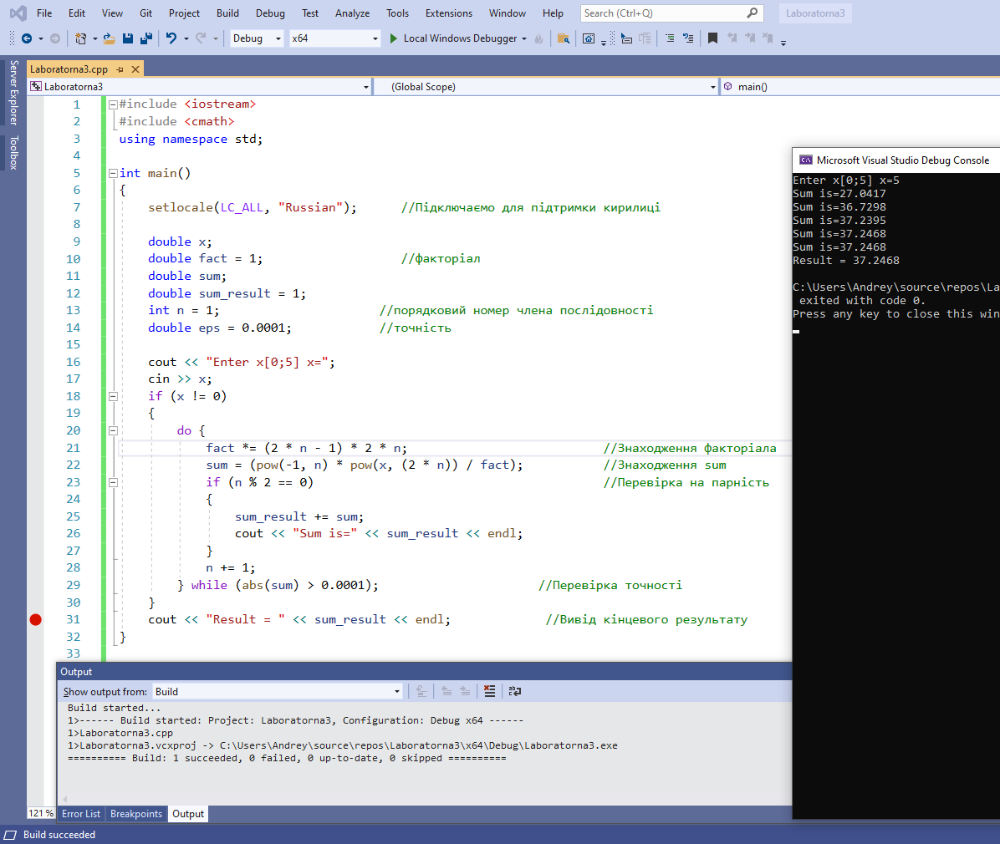 File Edit View Git Project Build Debug Test Analyze Tools Extensions Window Help Search (Ctrl+Q) Laboratorna3
Debug x64 Local Windows Debugger
Server Explorer
Toolbox
Laboratorna3.cpp
Laboratorna3 (Global Scope) main()
1 #include <iostream>
2 #include <cmath>
3 using namespace std;
4
5 int main()
6 {
7 setlocale(LC_ALL, "Russian"); //Підключаємо для підтримки кирилиці
8
9 double x;
10 double fact = 1; //факторіал
11 double sum;
12 double sum_result = 1;
13 int n = 1; //порядковий номер члена послідовності
14 double eps = 0.0001; //точність
15
16 cout << "Enter x[0;5] x=";
17 cin >> x;
18 if (x != 0)
19 {
20 do {
21 fact *= (2 * n - 1) * 2 * n; //Знаходження факторіала
22 sum = (pow(-1, n) * pow(x, (2 * n)) / fact); //Знаходження sum
23 if (n % 2 == 0) //Перевірка на парність
24 {
25 sum_result += sum;
26 cout << "Sum is=" << sum_result << endl;
27 }
28 n += 1;
29 } while (abs(sum) > 0.0001); //Перевірка точності
30 }
31 cout << "Result = " << sum_result << endl; //Вивід кінцевого результату
32 }
33
Microsoft Visual Studio Debug Console
Enter x[0;5] x=5
Sum is=27.0417
Sum is=36.7298
Sum is=37.2395
Sum is=37.2468
Sum is=37.2468
Result = 37.2468
C:\Users\Andrey\source\repos\La
exited with code 0.
Press any key to close this win
Output
Show output from: Build
Build started...
1>------ Build started: Project: Laboratorna3, Configuration: Debug x64 ------
1>Laboratorna3.cpp
1>Laboratorna3.vcxproj -> C:\Users\Andrey\source\repos\Laboratorna3\x64\Debug\Laboratorna3.exe
========== Build: 1 succeeded, 0 failed, 0 up-to-date, 0 skipped ==========
121 % Error List Breakpoints Output
Build succeeded